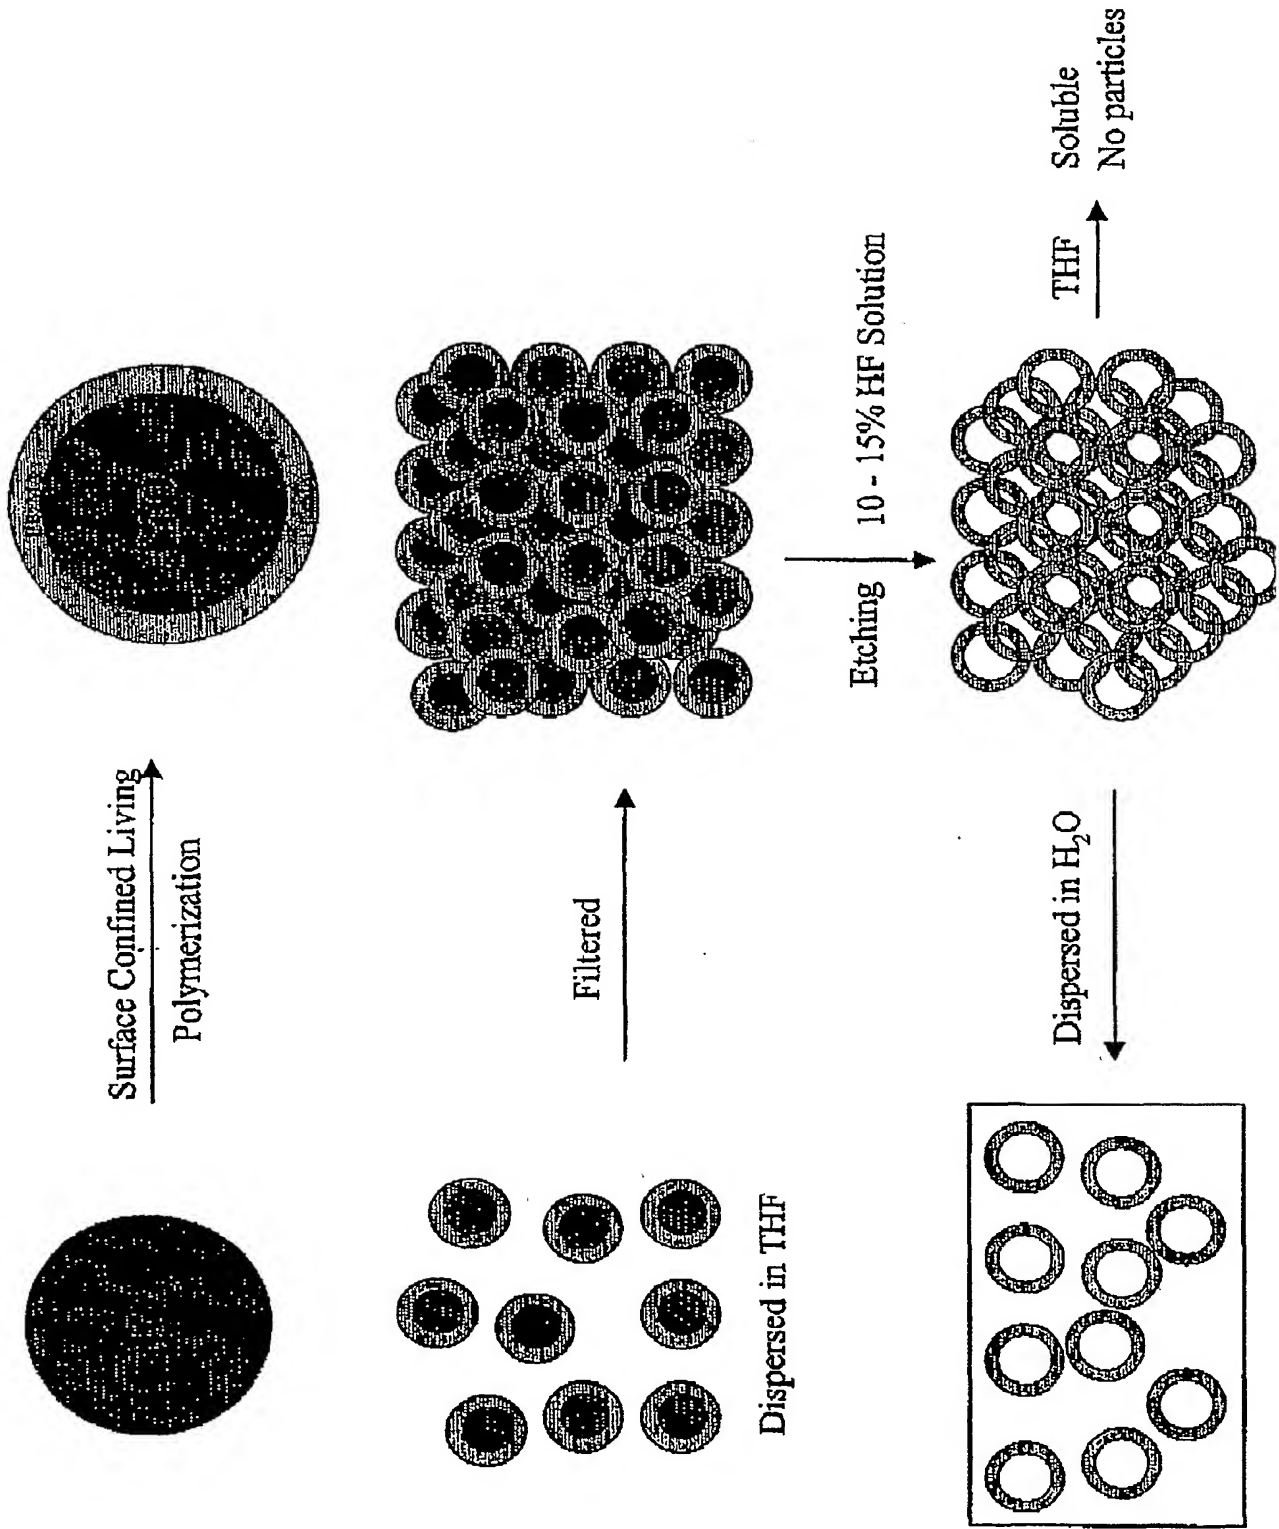 Surface Confined Living
Polymerization
Dispersed in THF
Filtered
Etching 10 - 15% HF Solution
Dispersed in H₂O
THF
Soluble
No particles